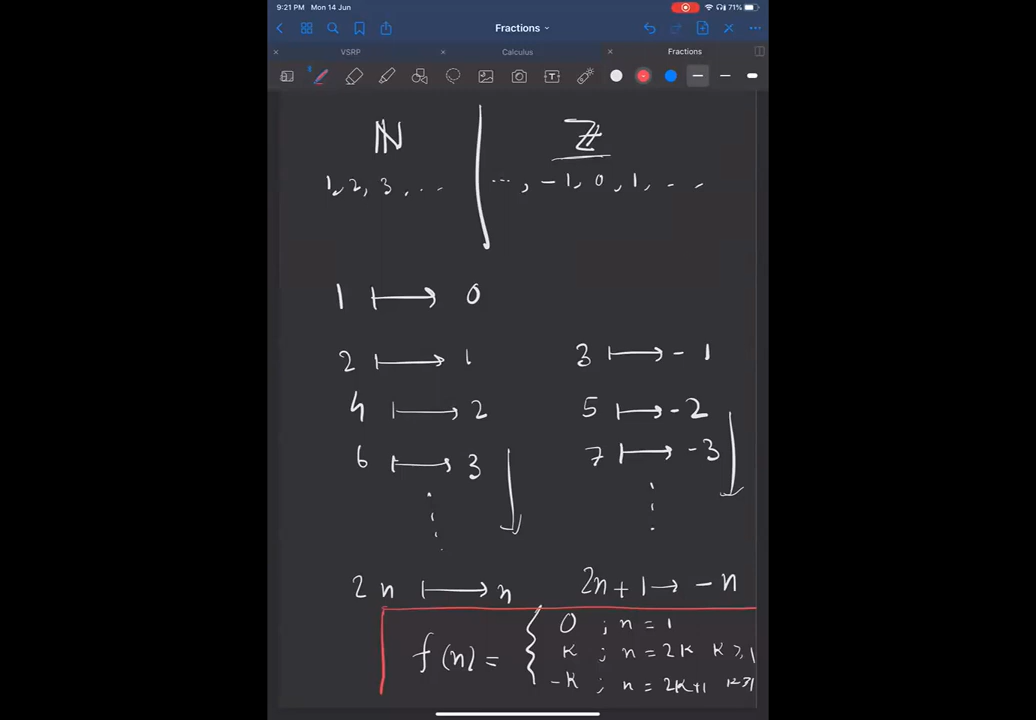 9:21 PM Mon 14 Jun 71%
Fractions
VSRP Calculus Fractions
ℕ ℤ
1, 2, 3, ... ..., -1, 0, 1, ...
1 ↦ 0
2 ↦ 1 3 ↦ -1
4 ↦ 2 5 ↦ -2
6 ↦ 3 7 ↦ -3
⋮ ⋮
2n ↦ n 2n+1 → -n
0 ; n = 1
f(n) = { k ; n = 2k k ≥ 1
-k ; n = 2k+1 k ≥ 1